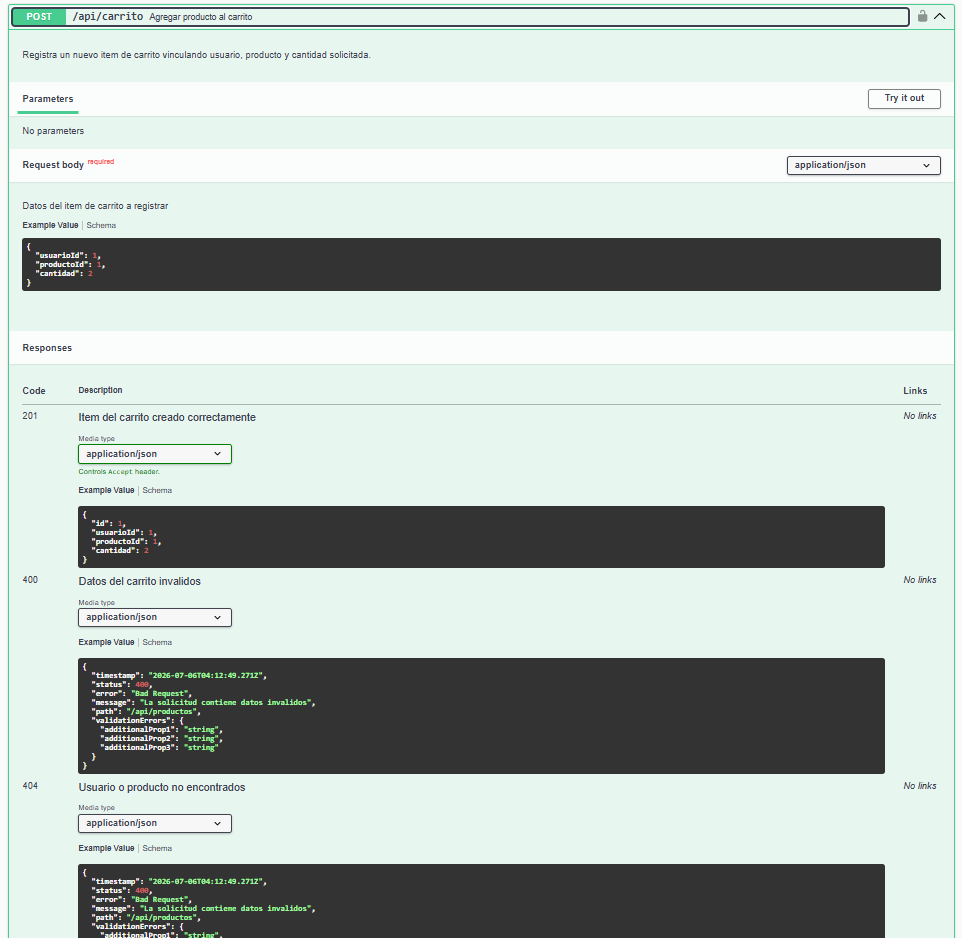 POST /api/carrito Agregar producto al carrito
Registra un nuevo item de carrito vinculando usuario, producto y cantidad solicitada.
Parameters
Try it out
No parameters
Request body required
application/json
Datos del item de carrito a registrar
Example Value | Schema
{
"usuarioId": 1,
"productoId": 1,
"cantidad": 2
}
Responses
Code Description Links
201 Item del carrito creado correctamente No links
Media type
application/json
Controls Accept header.
Example Value | Schema
{
"id": 1,
"usuarioId": 1,
"productoId": 1,
"cantidad": 2
}
400 Datos del carrito invalidos No links
Media type
application/json
Example Value | Schema
{
"timestamp": "2026-07-06T04:12:49.271Z",
"status": 400,
"error": "Bad Request",
"message": "La solicitud contiene datos invalidos",
"path": "/api/productos",
"validationErrors": {
"additionalProp1": "string",
"additionalProp2": "string",
"additionalProp3": "string"
}
}
404 Usuario o producto no encontrados No links
Media type
application/json
Example Value | Schema
{
"timestamp": "2026-07-06T04:12:49.271Z",
"status": 400,
"error": "Bad Request",
"message": "La solicitud contiene datos invalidos",
"path": "/api/productos",
"validationErrors": {
"additionalProp1": "string",